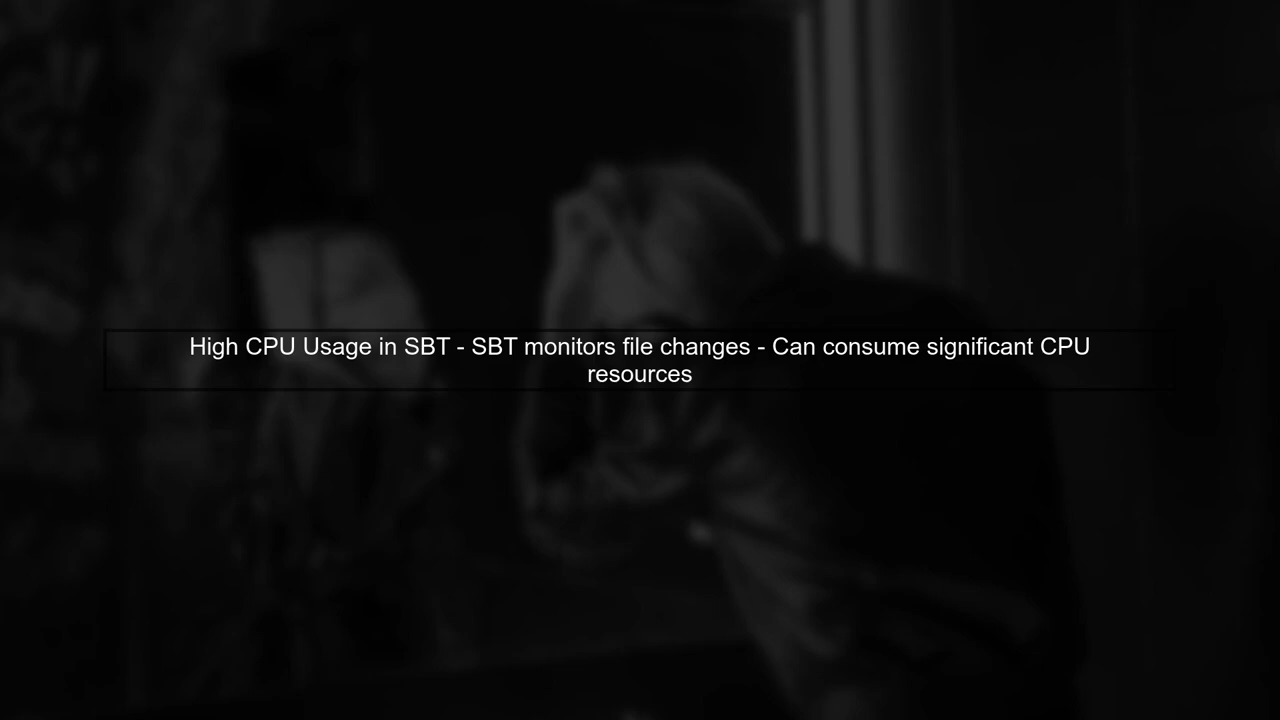 High CPU Usage in SBT - SBT monitors file changes - Can consume significant CPU
resources